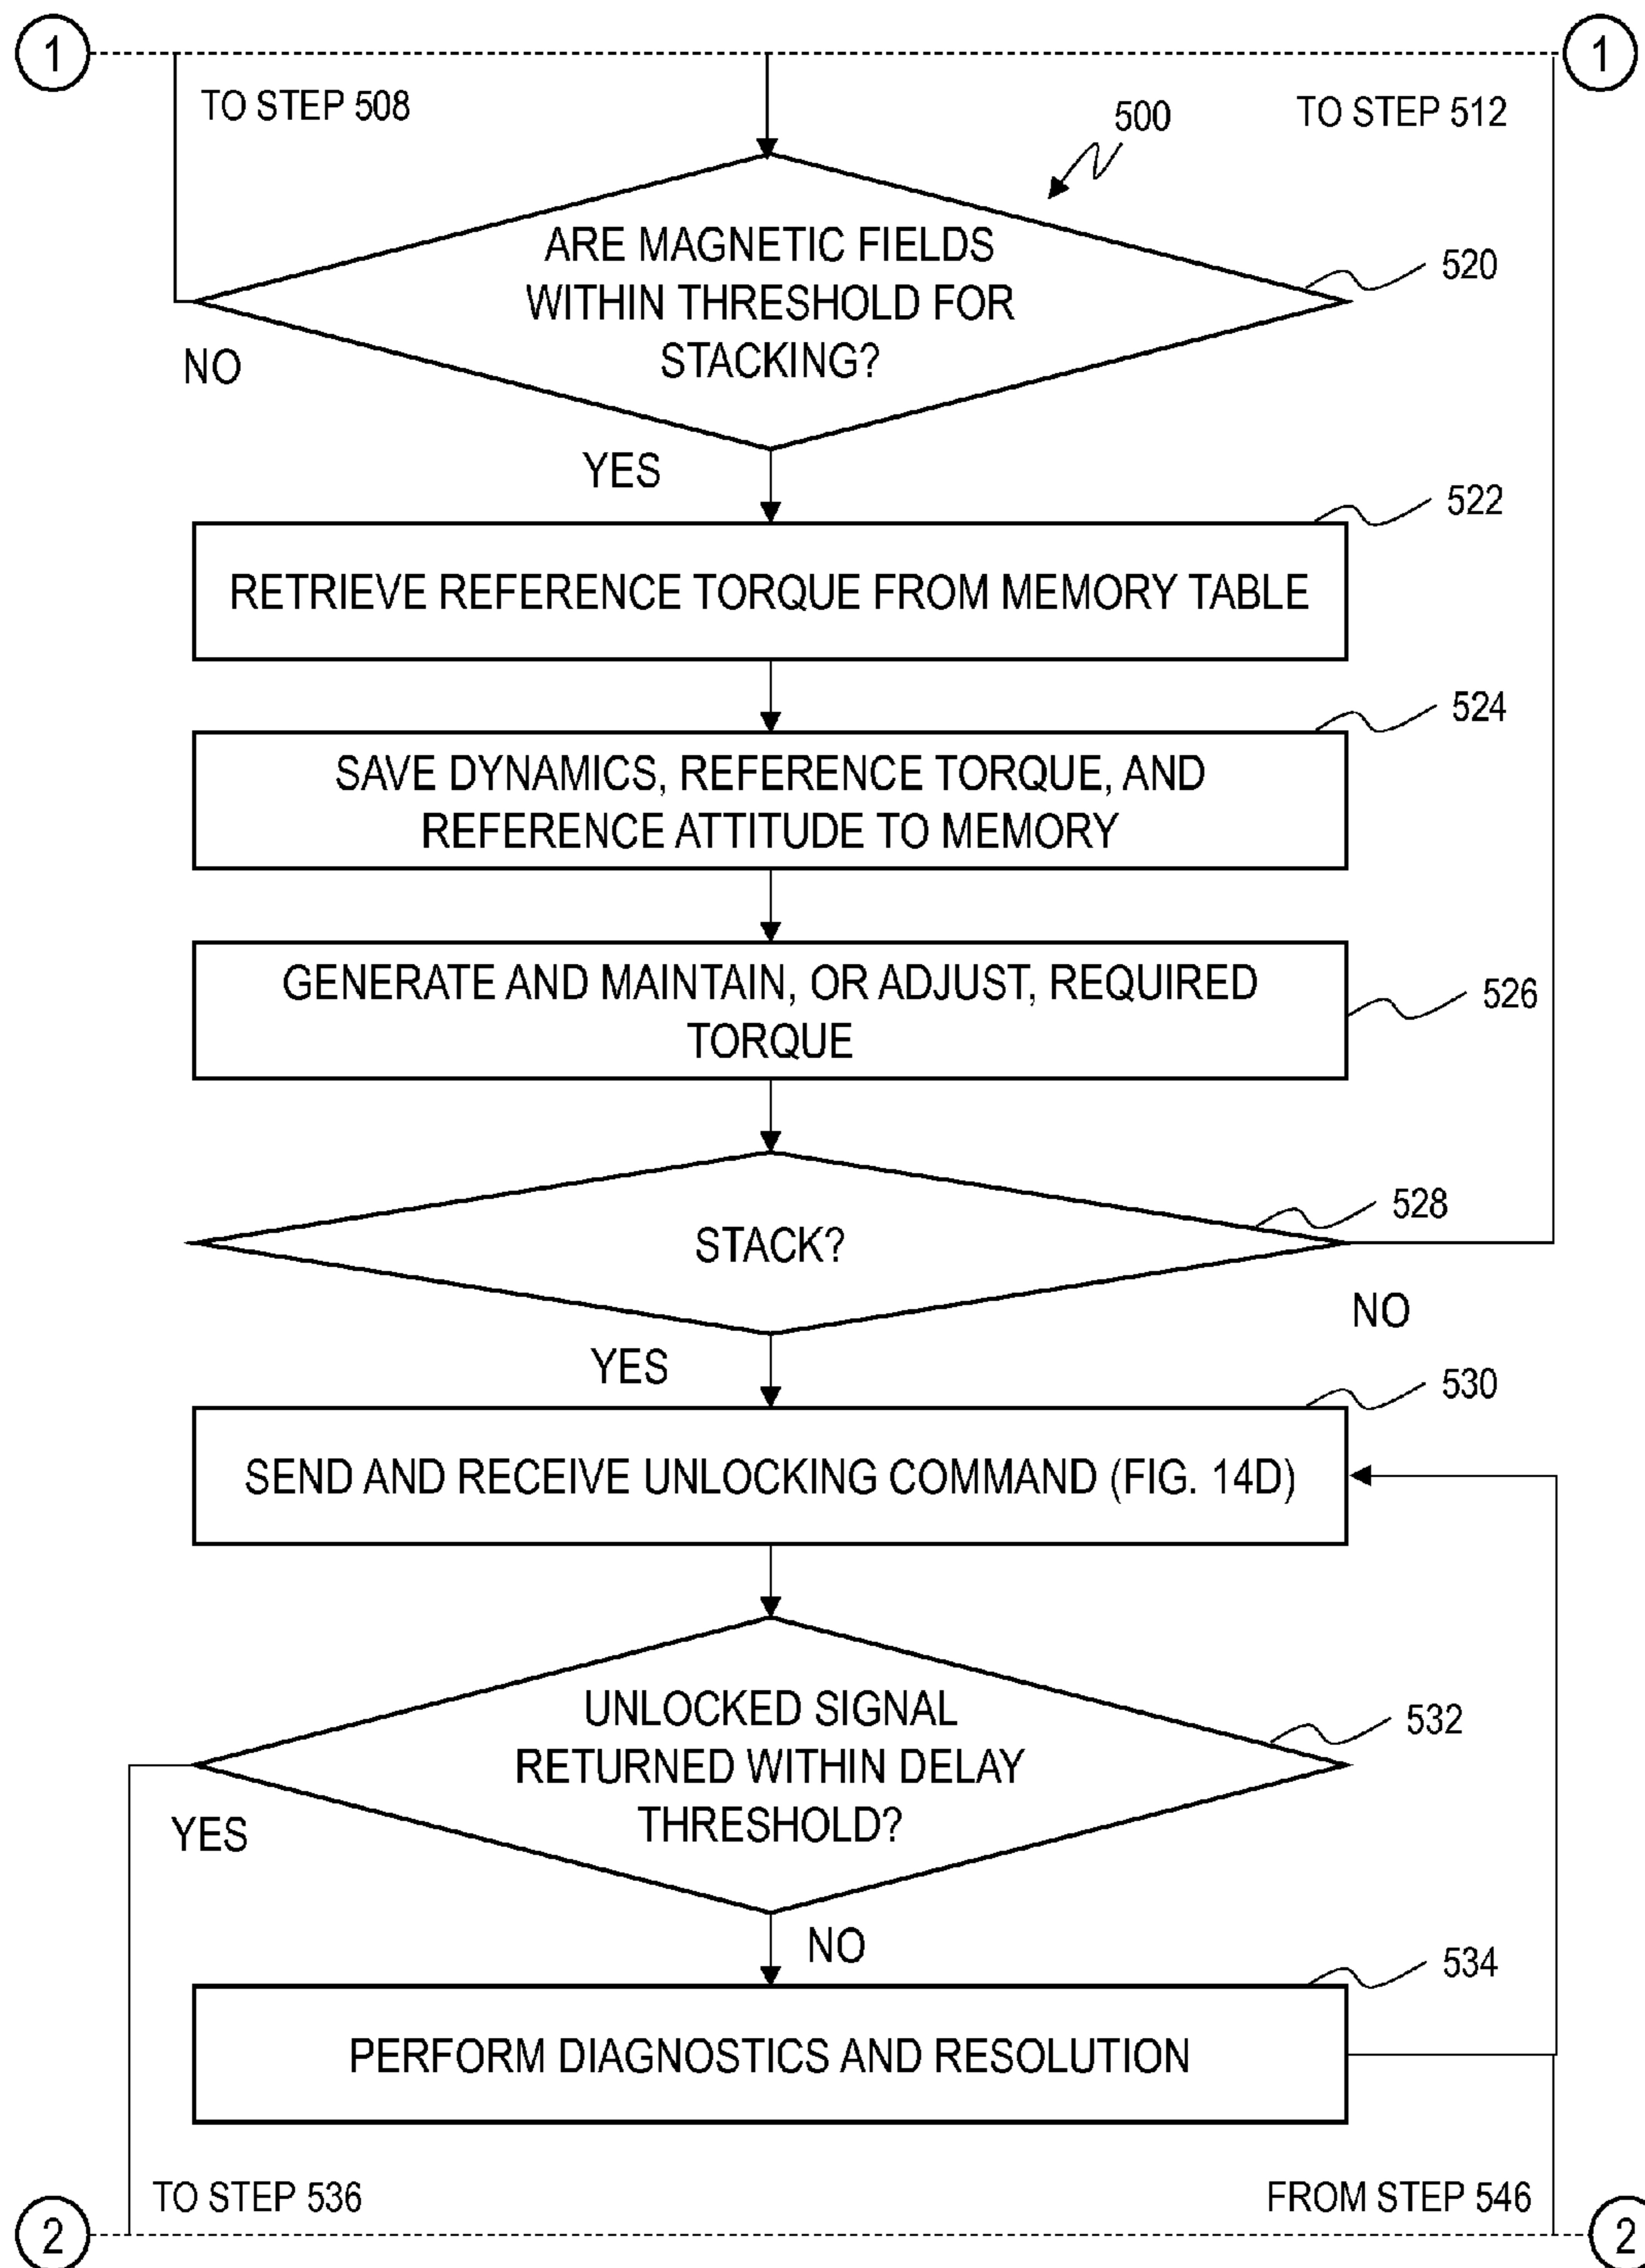 1
1
TO STEP 508
500
TO STEP 512
ARE MAGNETIC FIELDS
WITHIN THRESHOLD FOR
STACKING?
520
NO
YES
522
RETRIEVE REFERENCE TORQUE FROM MEMORY TABLE
524
SAVE DYNAMICS, REFERENCE TORQUE, AND
REFERENCE ATTITUDE TO MEMORY
GENERATE AND MAINTAIN, OR ADJUST, REQUIRED
TORQUE
526
528
STACK?
NO
YES
530
SEND AND RECEIVE UNLOCKING COMMAND (FIG. 14D)
UNLOCKED SIGNAL
RETURNED WITHIN DELAY
THRESHOLD?
532
YES
NO
534
PERFORM DIAGNOSTICS AND RESOLUTION
TO STEP 536
FROM STEP 546
2
2